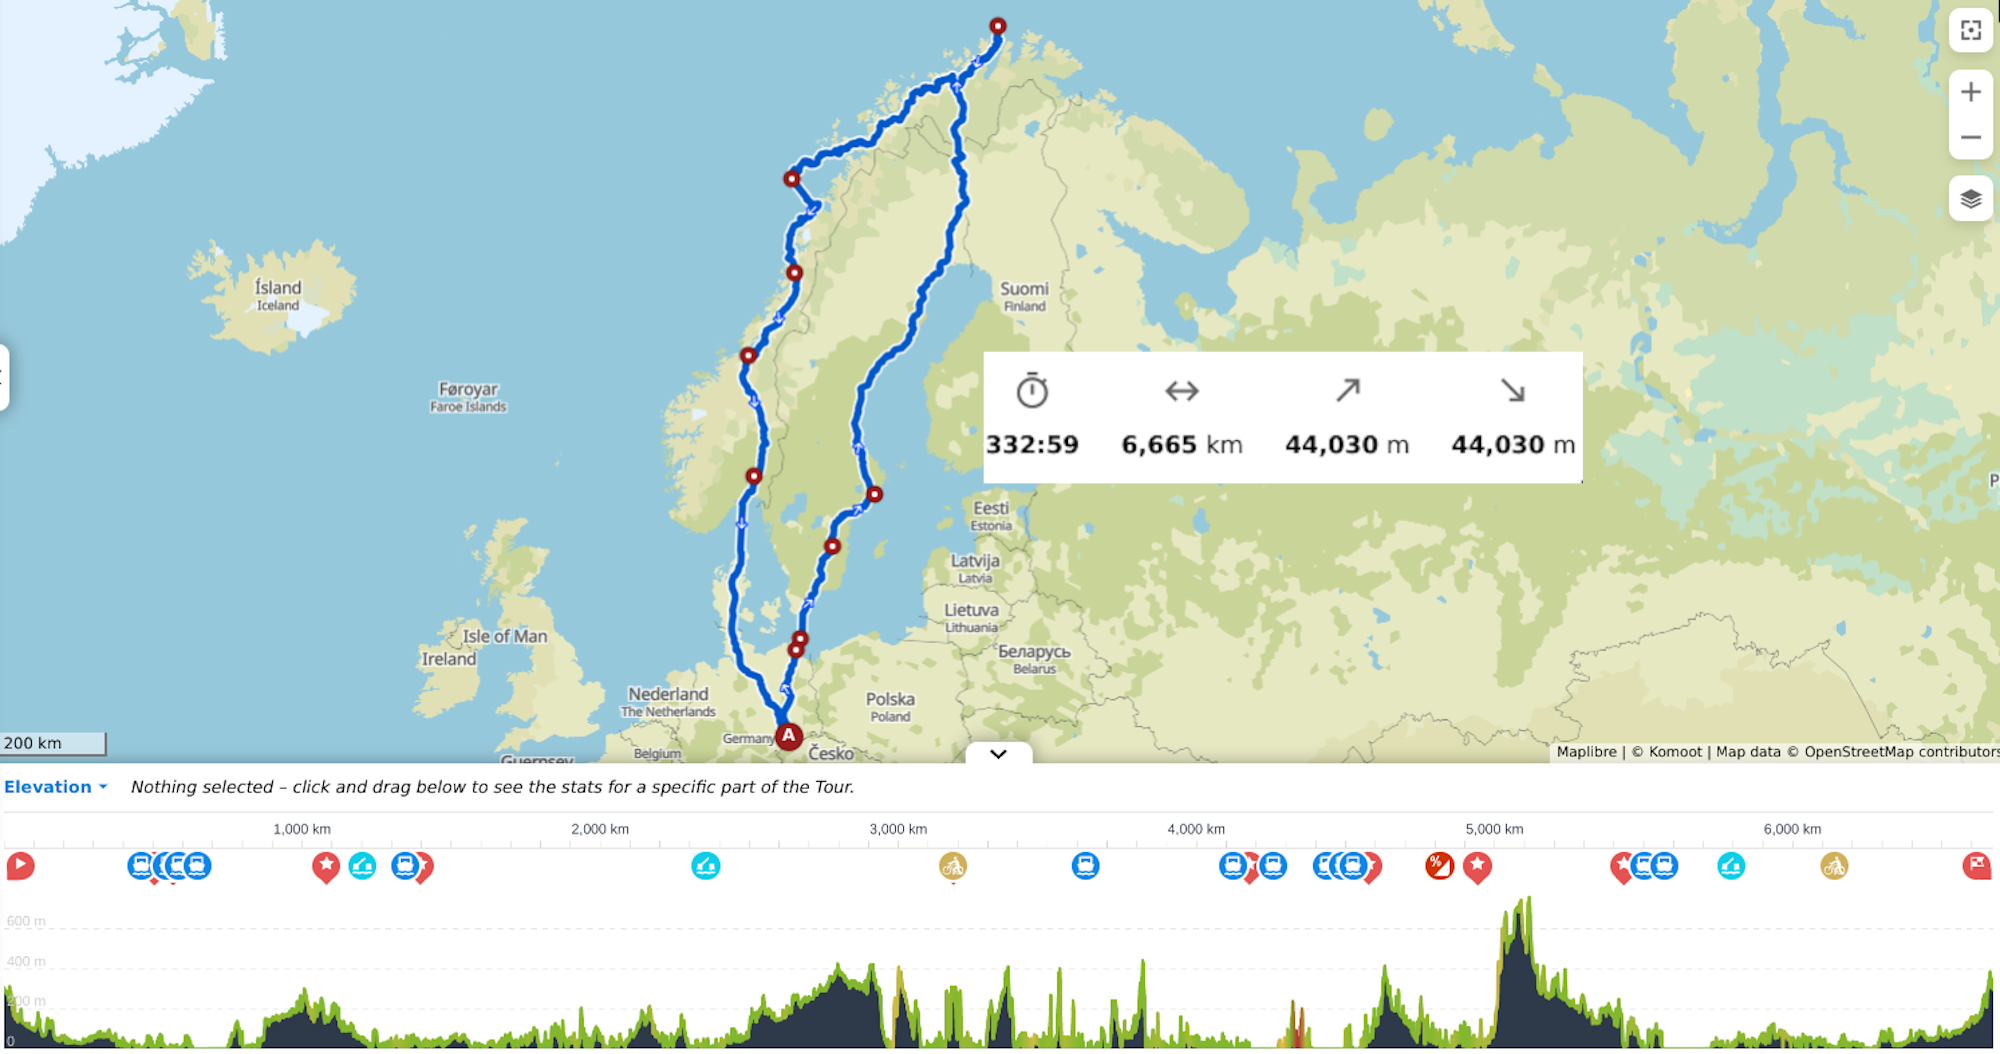 Ísland
Iceland
Føroyar
Faroe Islands
Suomi
Finland
332:59
6,665 km
44,030 m
44,030 m
P
Eesti
Estonia
Latvija
Latvia
Lietuva
Lithuania
Isle of Man
Ireland
Беларусь
Belarus
Nederland
The Netherlands
Polska
Poland
A
Germany
Belgium
Česko
Guernsey
200 km
Maplibre | © Komoot | Map data © OpenStreetMap contributors
Elevation Nothing selected – click and drag below to see the stats for a specific part of the Tour.
1,000 km 2,000 km 3,000 km 4,000 km 5,000 km 6,000 km
%
600 m
400 m
200 m
0